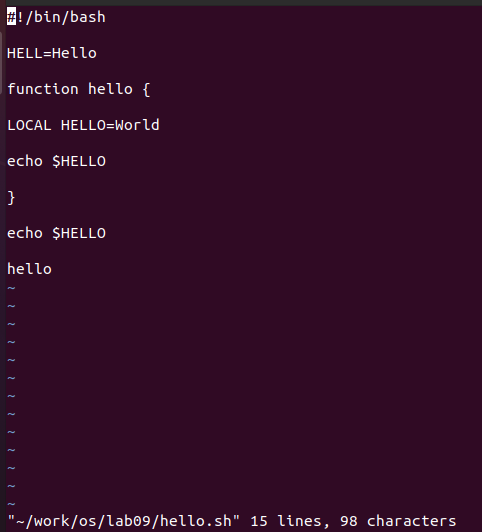 #!/bin/bash
HELL=Hello
function hello {
LOCAL HELLO=World
echo $HELLO
}
echo $HELLO
hello
~
~
~
~
~
~
~
~
~
~
~
~
~
"~/work/os/lab09/hello.sh" 15 lines, 98 characters